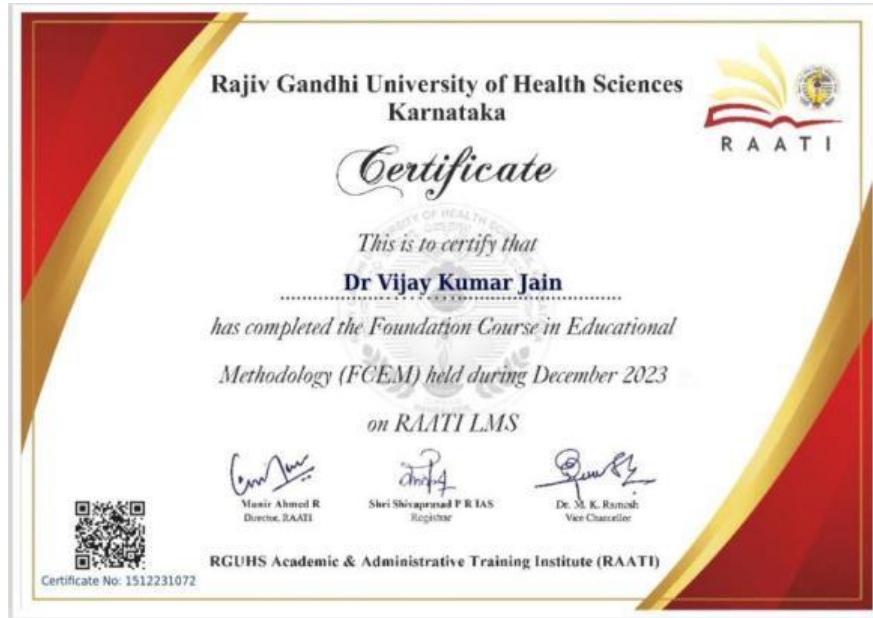 Rajiv Gandhi University of Health Sciences
Karnataka
RAATI
Certificate
This is to certify that
Dr Vijay Kumar Jain
has completed the Foundation Course in Educational
Methodology (FCEM) held during December 2023
on RAATI LMS
Munir Ahmed R
Director, RAATI
Shri Shivaprasad P R IAS
Registrar
Dr. M. K. Ramesh
Vice Chancellor
Certificate No: 1512231072
RGUHS Academic & Administrative Training Institute (RAATI)